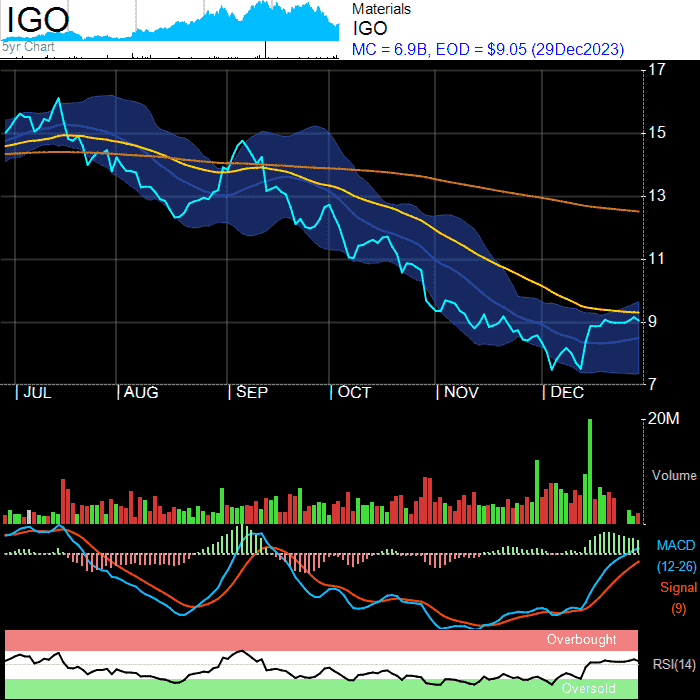 IGO
5yr Chart
Materials
IGO
MC = 6.9B, EOD = $9.05 (29Dec2023)
17
15
13
11
9
7
| JUL | AUG | SEP | OCT | NOV | DEC
20M
Volume
MACD
(12-26)
Signal
(9)
Overbought
RSI(14)
Oversold